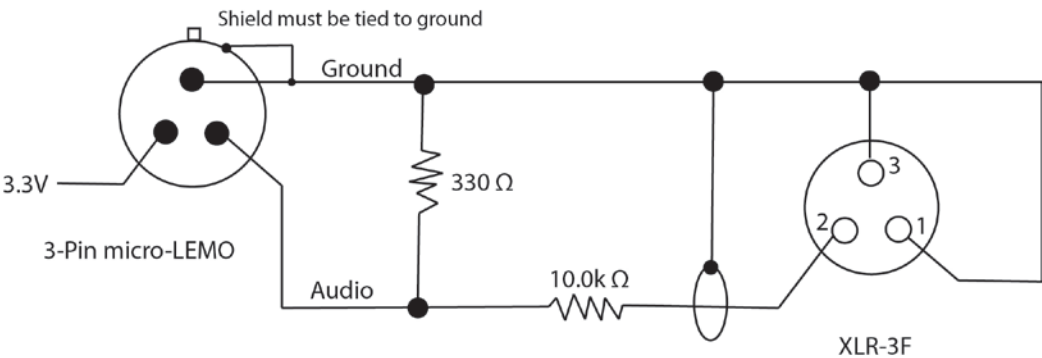 Shield must be tied to ground
Ground
3.3V
330 Ω
3
2
1
3-Pin micro-LEMO
Audio
10.0k Ω
XLR-3F